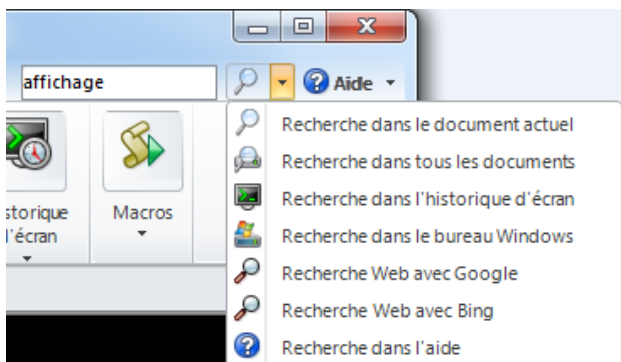 affichage
Aide
Recherche dans le document actuel
Recherche dans tous les documents
Recherche dans l'historique d'écran
Recherche dans le bureau Windows
Recherche Web avec Google
Recherche Web avec Bing
Recherche dans l'aide
storique
l'écran
Macros